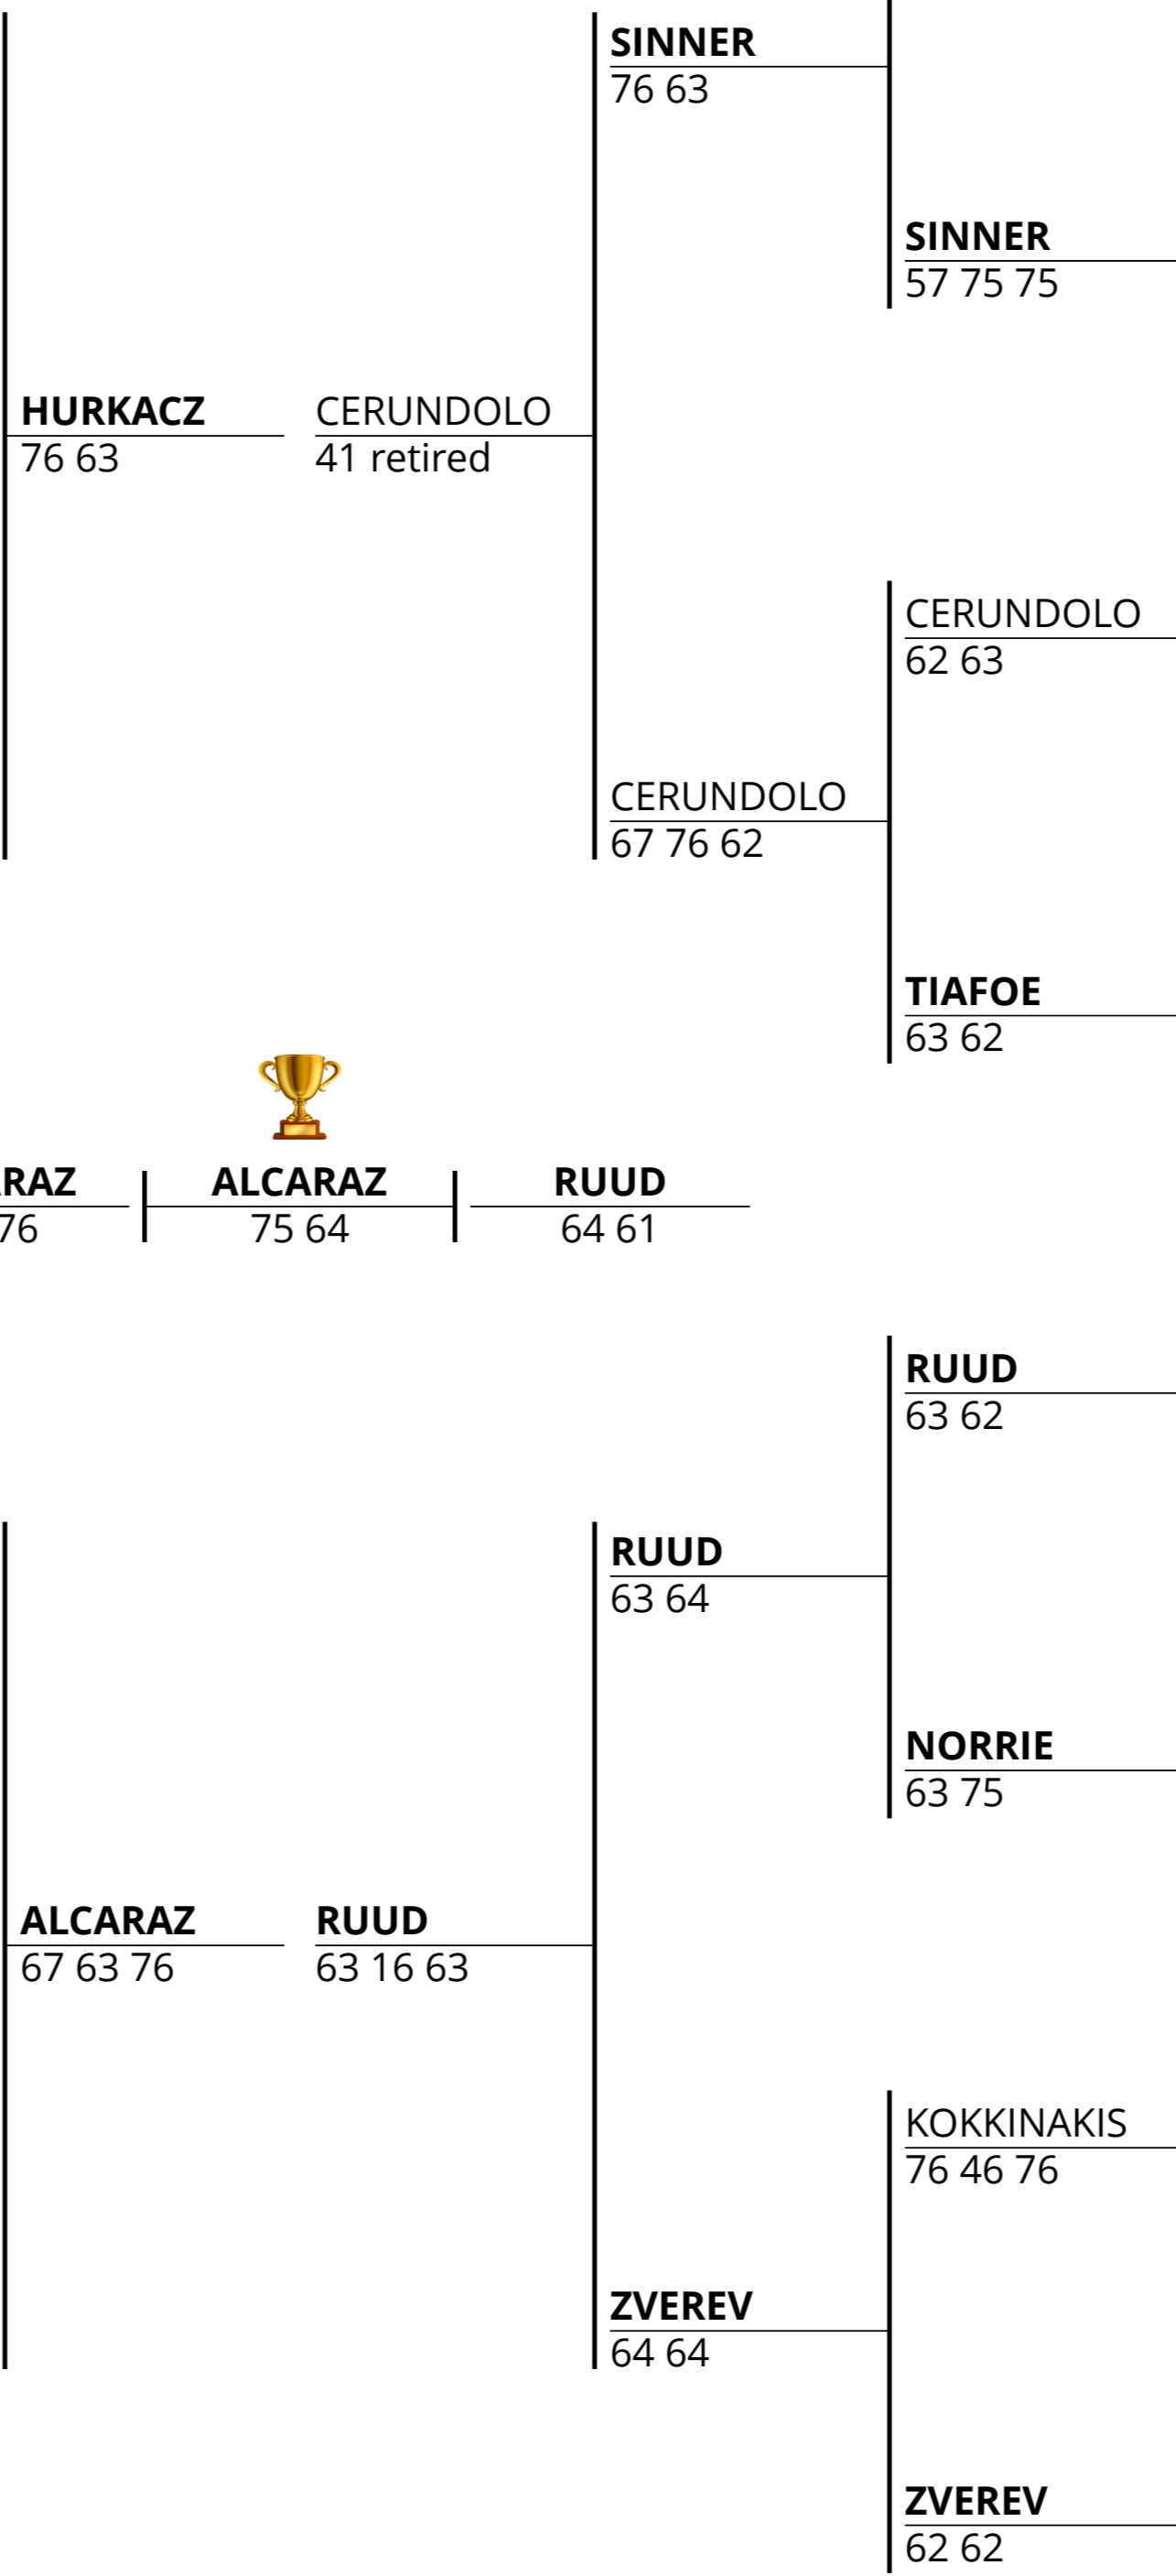 SINNER
76 63
SINNER
57 75 75
HURKACZ
76 63
CERUNDOLO
41 retired
CERUNDOLO
62 63
CERUNDOLO
67 76 62
TIAFOE
63 62
RAZ
76
ALCARAZ
75 64
RUUD
64 61
RUUD
63 62
RUUD
63 64
NORRIE
63 75
ALCARAZ
67 63 76
RUUD
63 16 63
KOKKINAKIS
76 46 76
ZVEREV
64 64
ZVEREV
62 62